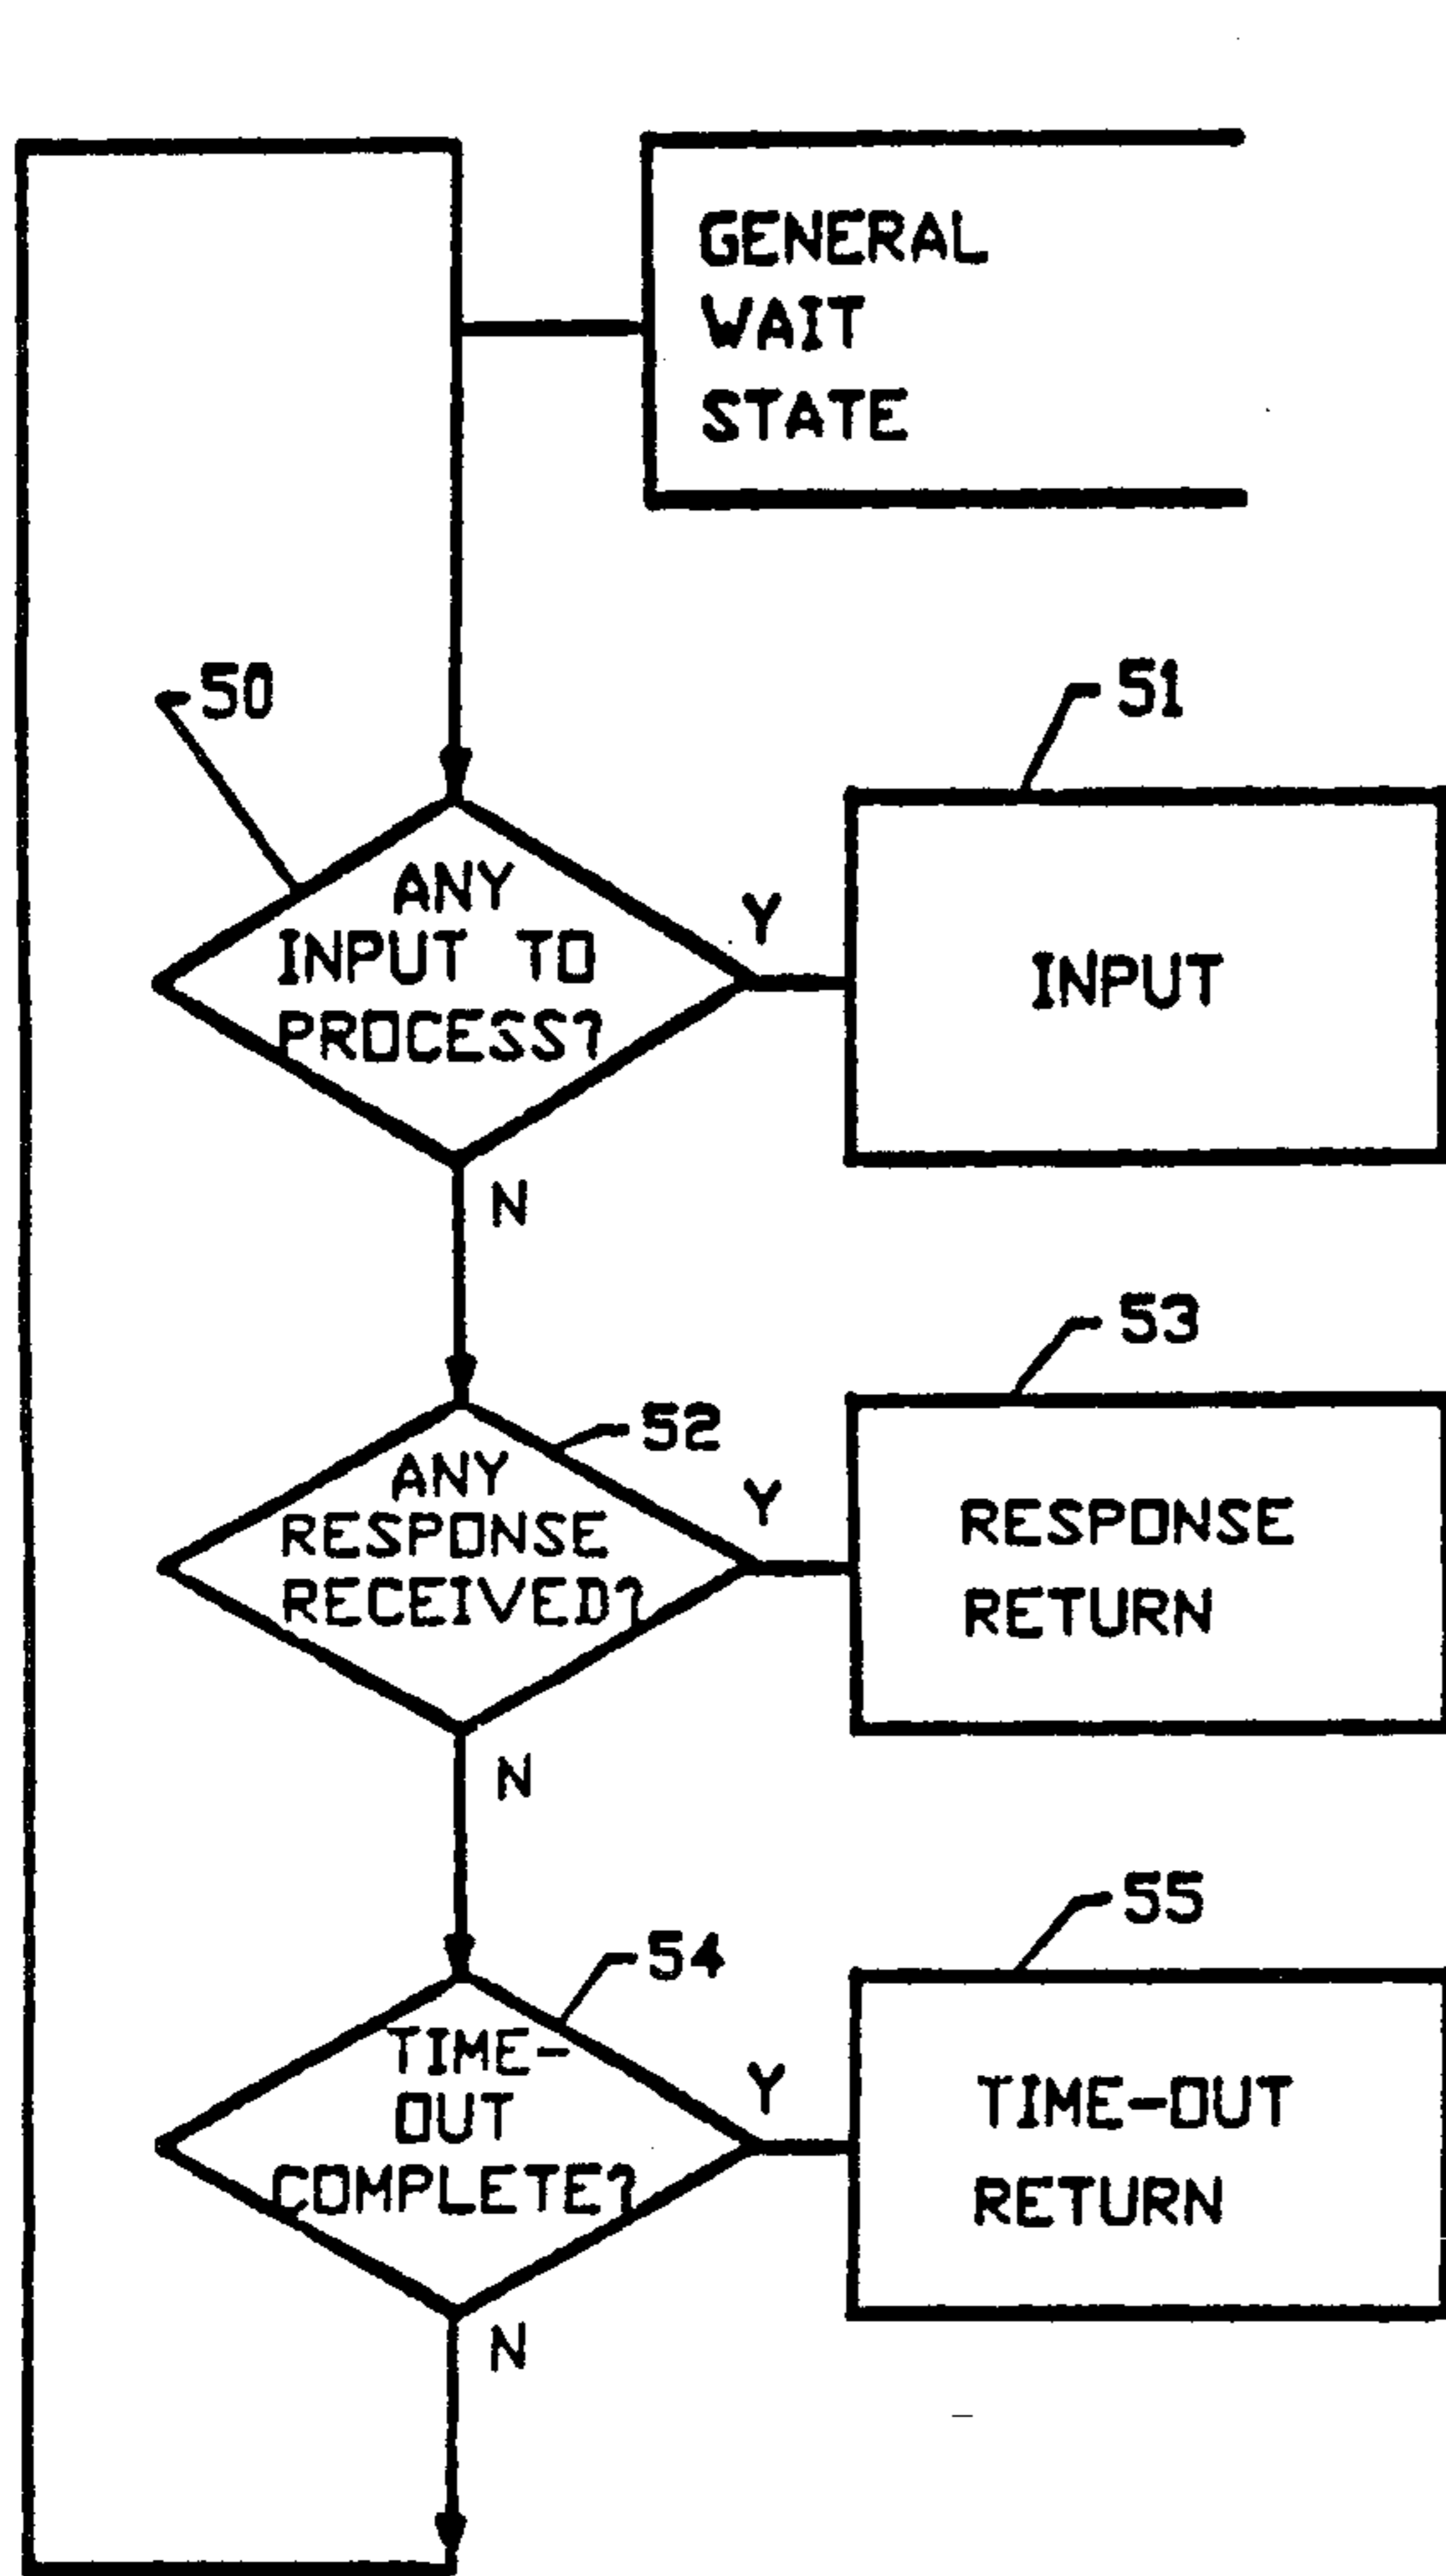 GENERAL
WAIT
STATE
50
51
ANY
INPUT TO
PROCESS?
Y
INPUT
N
53
52
ANY
RESPONSE
RECEIVED?
Y
RESPONSE
RETURN
N
55
54
TIME-
OUT
COMPLETE?
Y
TIME-OUT
RETURN
N